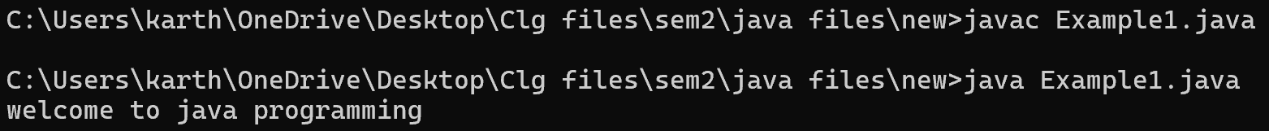 C:\Users\karth\OneDrive\Desktop\Clg files\sem2\java files\new>javac Example1.java
C:\Users\karth\OneDrive\Desktop\Clg files\sem2\java files\new>java Example1.java
welcome to java programming